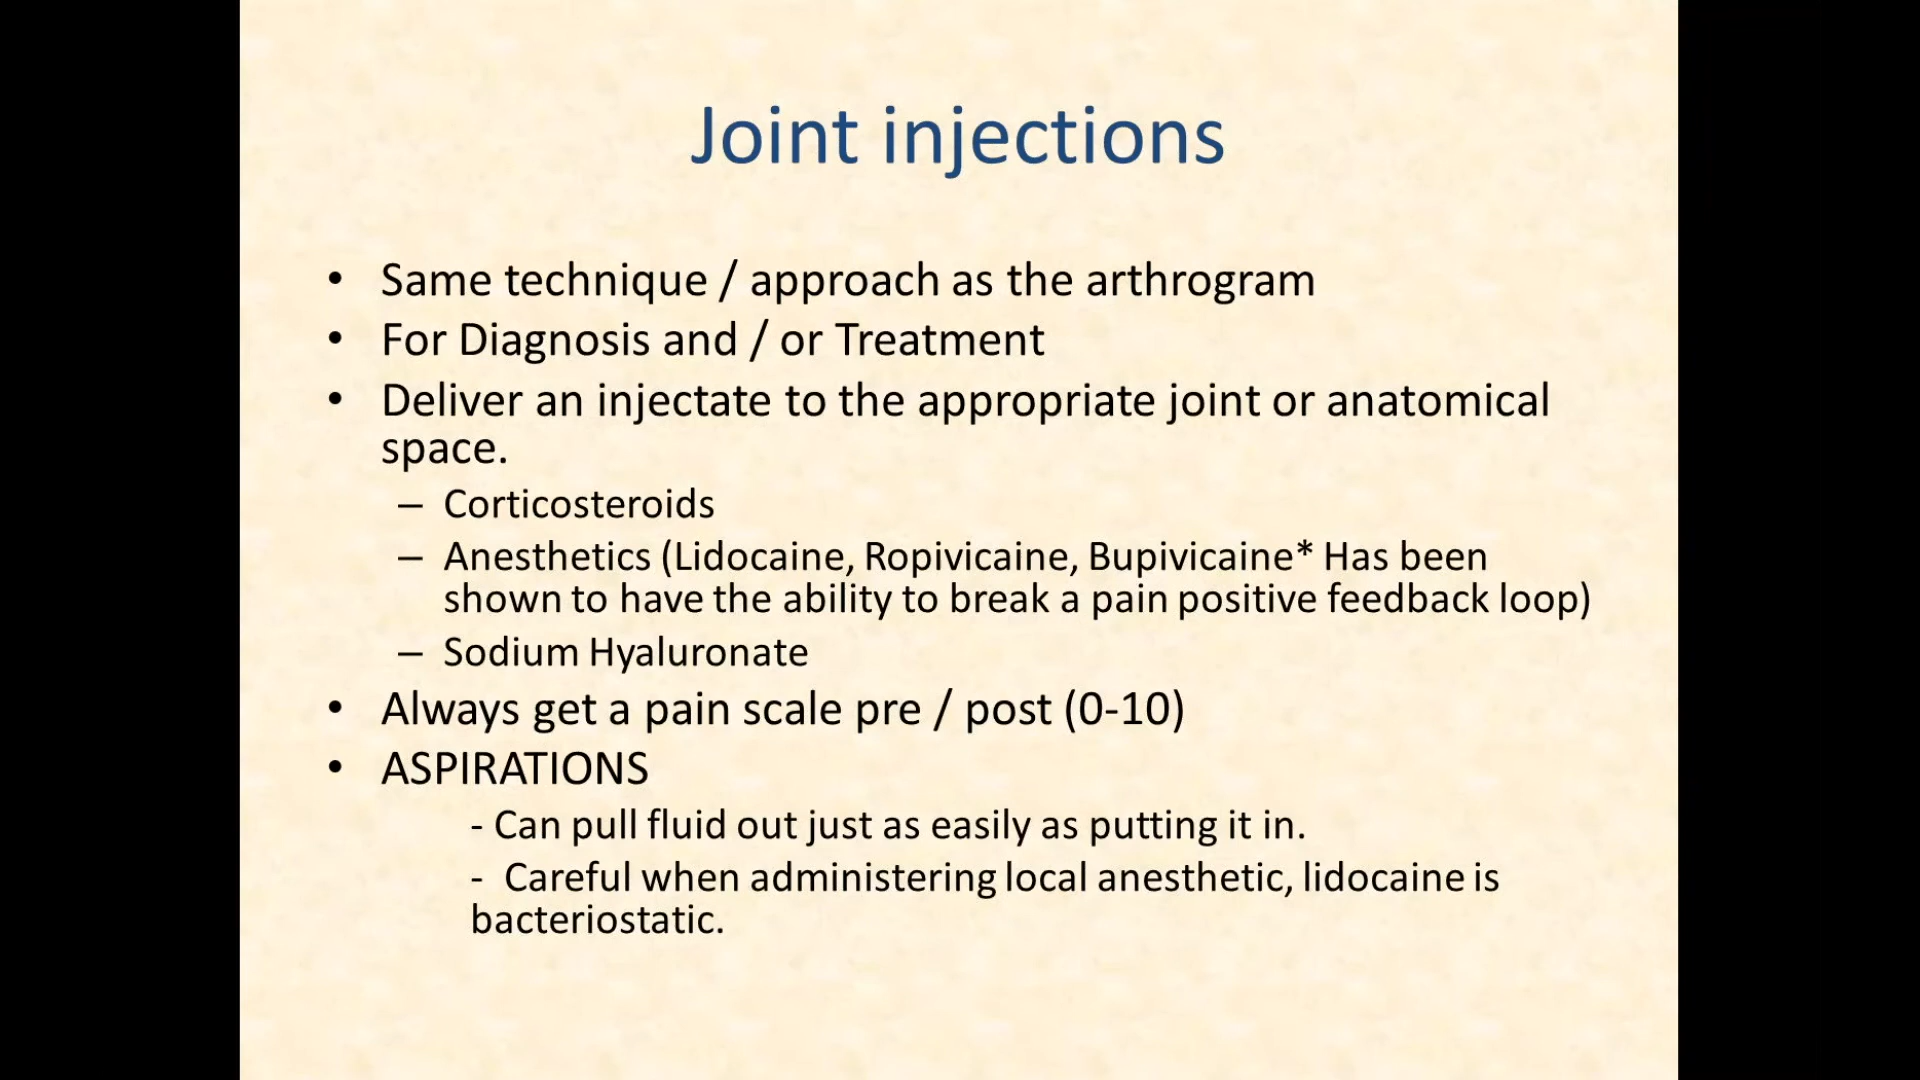 Joint injections
• Same technique / approach as the arthrogram
• For Diagnosis and / or Treatment
• Deliver an injectate to the appropriate joint or anatomical
space.
– Corticosteroids
– Anesthetics (Lidocaine, Ropivicaine, Bupivicaine* Has been
shown to have the ability to break a pain positive feedback loop)
– Sodium Hyaluronate
• Always get a pain scale pre / post (0-10)
• ASPIRATIONS
- Can pull fluid out just as easily as putting it in.
- Careful when administering local anesthetic, lidocaine is
bacteriostatic.